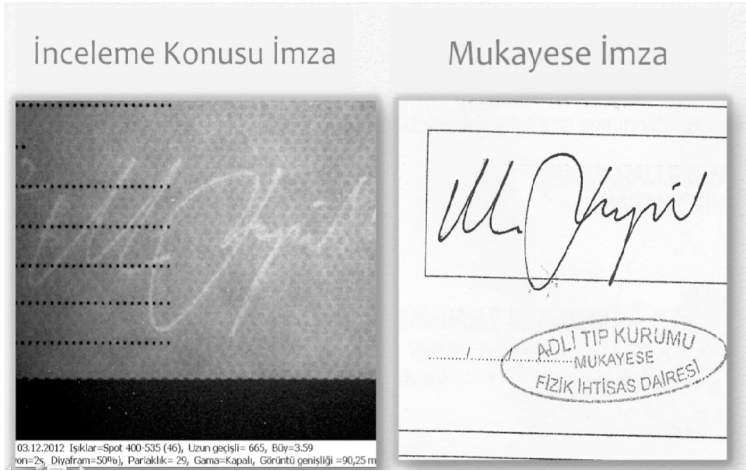 İnceleme Konusu İmza
Mukayese İmza
ADLİ TIP KURUMU
MUKAYESE
FİZİK İHTİSAS DAİRESİ
03.12.2012 Işıklar=Spot 400-535 (46), Uzun geçişli= 665, Büy=3.59
yon=2s, Diyafram=50%), Parlaklık= 29, Gama=Kapalı, Görüntü genişliği =90,25 m